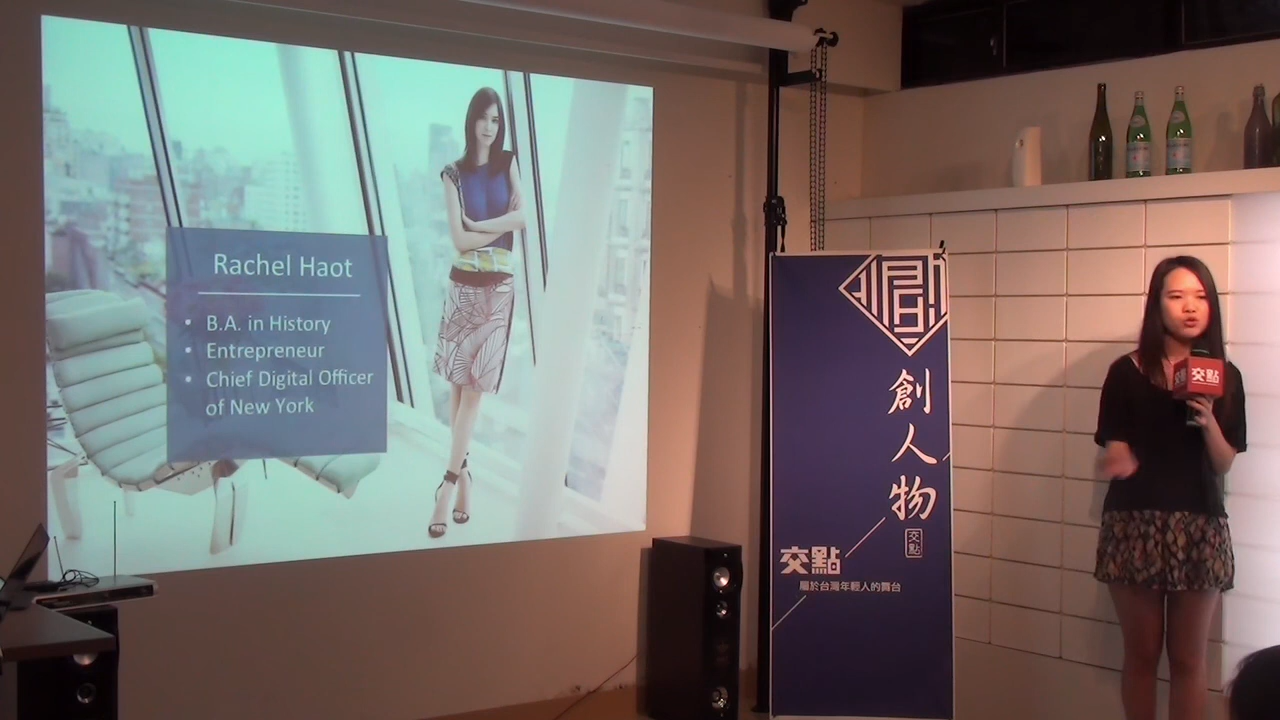 Rachel Haot
• B.A. in History
• Entrepreneur
• Chief Digital Officer
of New York
創人物
交點
交點
屬於台灣年輕人的舞台
交點